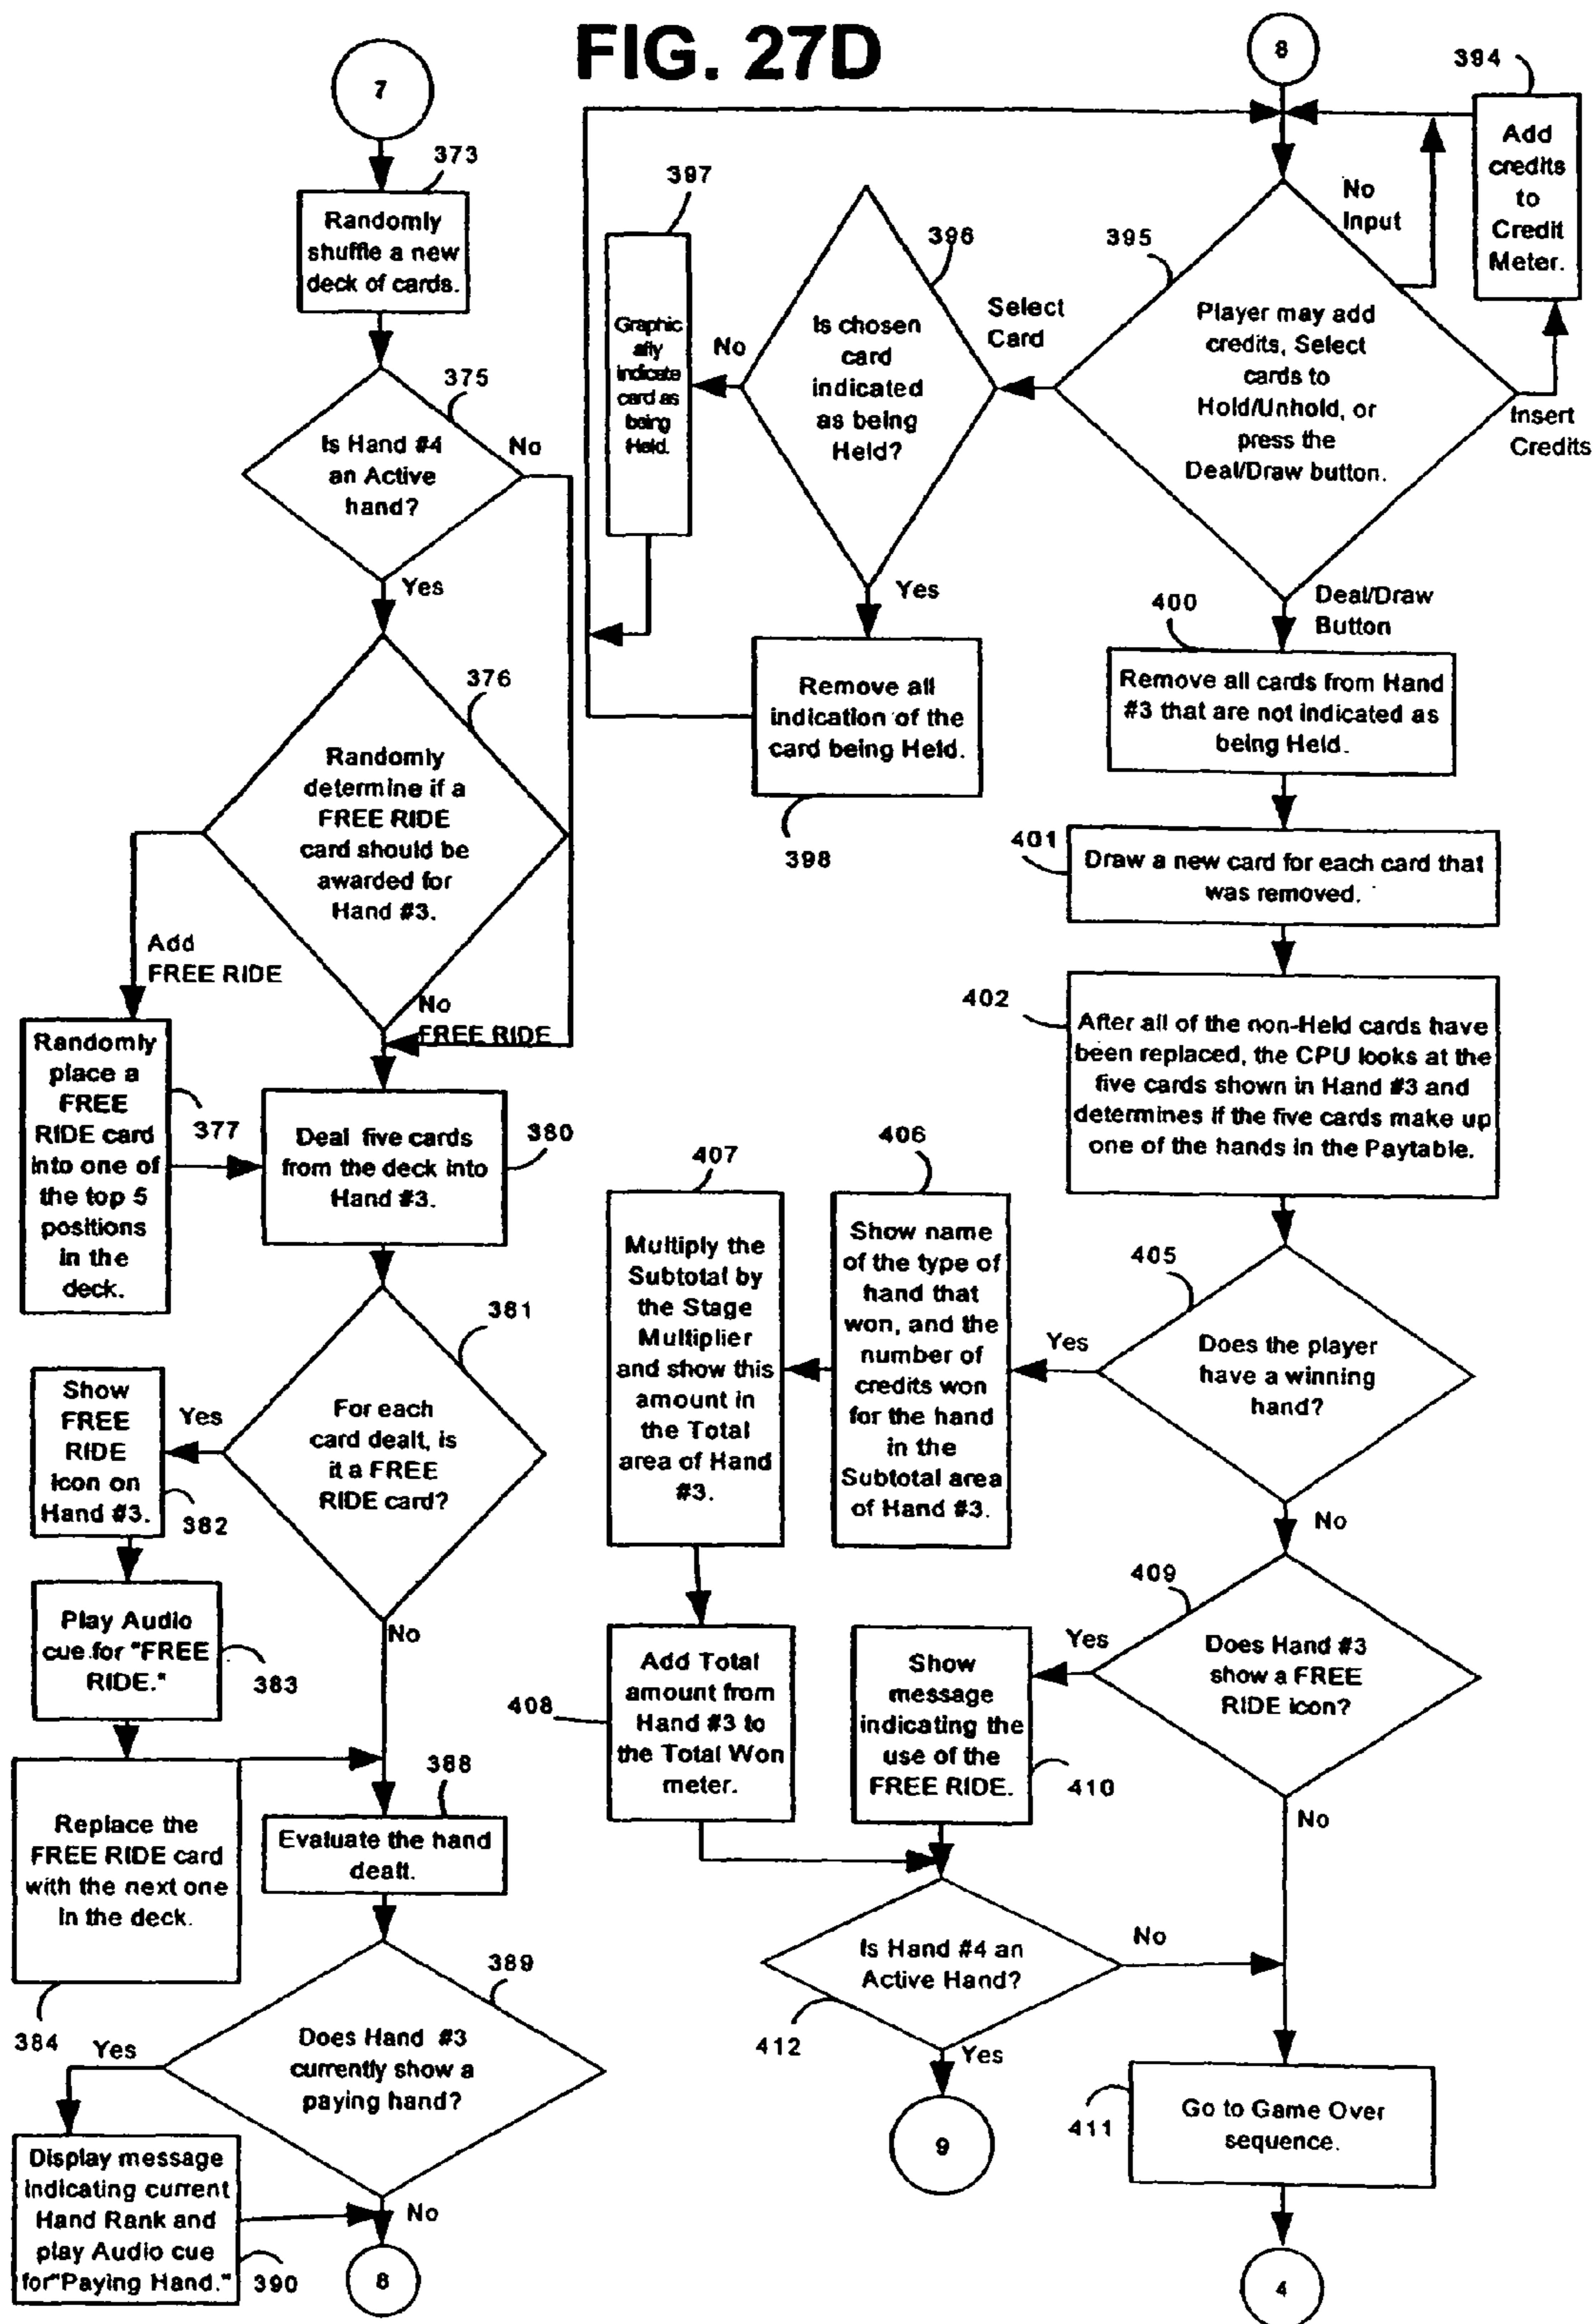 FIG. 27D
7
373
Randomly
shuffle a new
deck of cards.
375
Is Hand #4
an Active
hand?
No
Yes
376
Randomly
determine if a
FREE RIDE
card should be
awarded for
Hand #3.
Add
FREE RIDE
No
FREE RIDE
Randomly
place a
FREE
RIDE card
into one of
the top 5
positions
in the
deck.
377
Deal five cards
from the deck into
Hand #3.
380
381
For each
card dealt, is
it a FREE
RIDE card?
Yes
No
Show
FREE
RIDE
icon on
Hand #3.
382
Play Audio
cue for "FREE
RIDE."
383
Replace the
FREE RIDE card
with the next one
in the deck.
384
388
Evaluate the hand
dealt.
389
Does Hand #3
currently show a
paying hand?
Yes
No
Display message
indicating current
Hand Rank and
play Audio cue
for"Paying Hand."
390
8
8
394
Add
credits
to
Credit
Meter.
No
Input
395
Player may add
credits, Select
cards to
Hold/Unhold, or
press the
Deal/Draw button.
Insert
Credits
Select
Card
396
Is chosen
card
indicated
as being
Held?
No
Yes
397
Graphic
ally
indicate
card as
being
Held.
Remove all
indication of the
card being Held.
398
Deal/Draw
Button
400
Remove all cards from Hand
#3 that are not indicated as
being Held.
401
Draw a new card for each card that
was removed.
402
After all of the non-Held cards have
been replaced, the CPU looks at the
five cards shown in Hand #3 and
determines if the five cards make up
one of the hands in the Paytable.
405
Does the player
have a winning
hand?
Yes
No
406
Show name
of the type of
hand that
won, and the
number of
credits won
for the hand
in the
Subtotal area
of Hand #3.
407
Multiply the
Subtotal by
the Stage
Multiplier
and show this
amount in
the Total
area of Hand
#3.
408
Add Total
amount from
Hand #3 to
the Total Won
meter.
409
Does Hand #3
show a FREE
RIDE icon?
Yes
No
Show
message
indicating the
use of the
FREE RIDE.
410
Is Hand #4 an
Active Hand?
No
412
Yes
9
411
Go to Game Over
sequence.
4